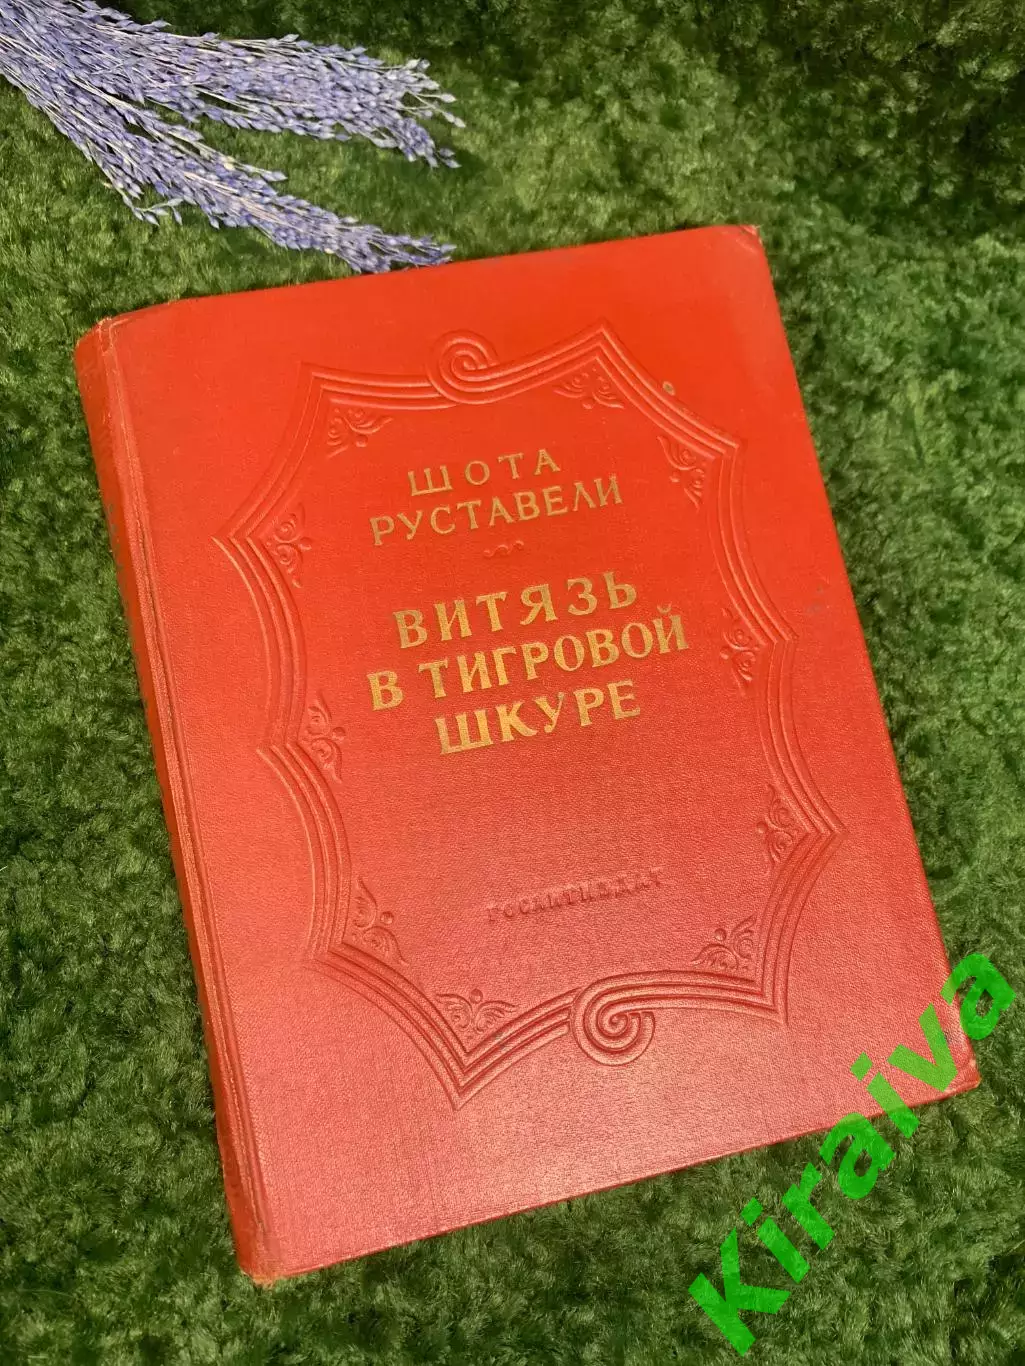 ШОТА
РУСТАВЕЛИ
ВИТЯЗЬ
В ТИГРОВОЙ
ШКУРЕ
ГОСЛИТИЗДАТ
Kiraiva